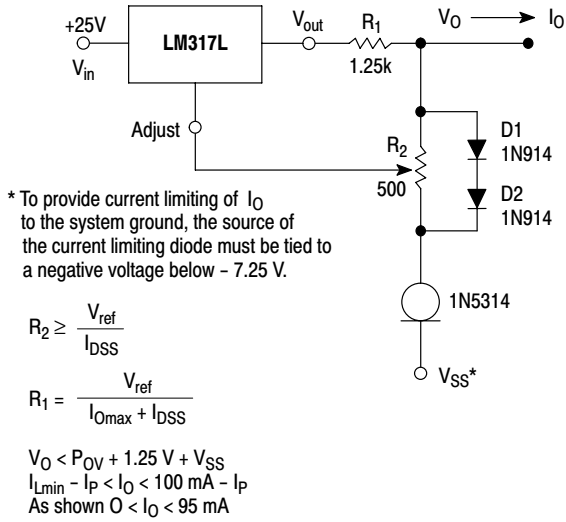 +25V
V_in
LM317L
V_out
R_1
1.25k
V_O
I_O
Adjust
R_2
500
D1
1N914
D2
1N914
* To provide current limiting of I_O
to the system ground, the source of
the current limiting diode must be tied to
a negative voltage below – 7.25 V.
1N5314
V_SS*
R_2 ≥ V_ref / I_DSS
R_1 = V_ref / I_Omax + I_DSS
V_O < P_OV + 1.25 V + V_SS
I_Lmin – I_P < I_O < 100 mA – I_P
As shown O < I_O < 95 mA